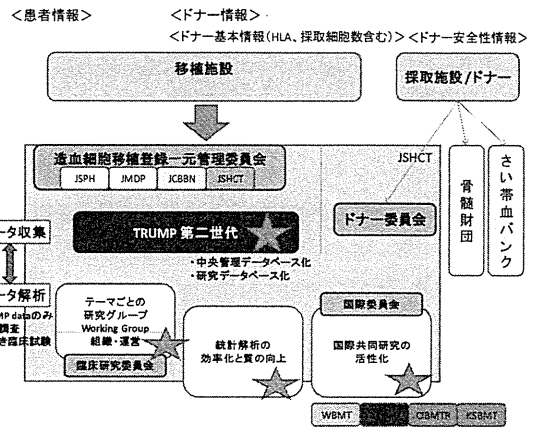 ＜患者情報＞
＜ドナー情報＞
＜ドナー基本情報(HLA、採取細胞数含む)＞
＜ドナー安全性情報＞
移植施設
採取施設/ドナー
造血細胞移植登録一元管理委員会
JSPH
JMDP
JCBBN
JSHCT
JSHCT
骨髄財団
さい帯血バンク
ドナー委員会
ータ収集
TRUMP 第二世代
・中央管理データベース化
・研究データベース化
ータ解析
MP dataのみ
調査
き臨床試験
テーマごとの
研究グループ
Working Group
組織・運営
臨床研究委員会
統計解析の
効率化と質の向上
国際委員会
国際共同研究の
活性化
WBMT
CIBMTR
KSBMT